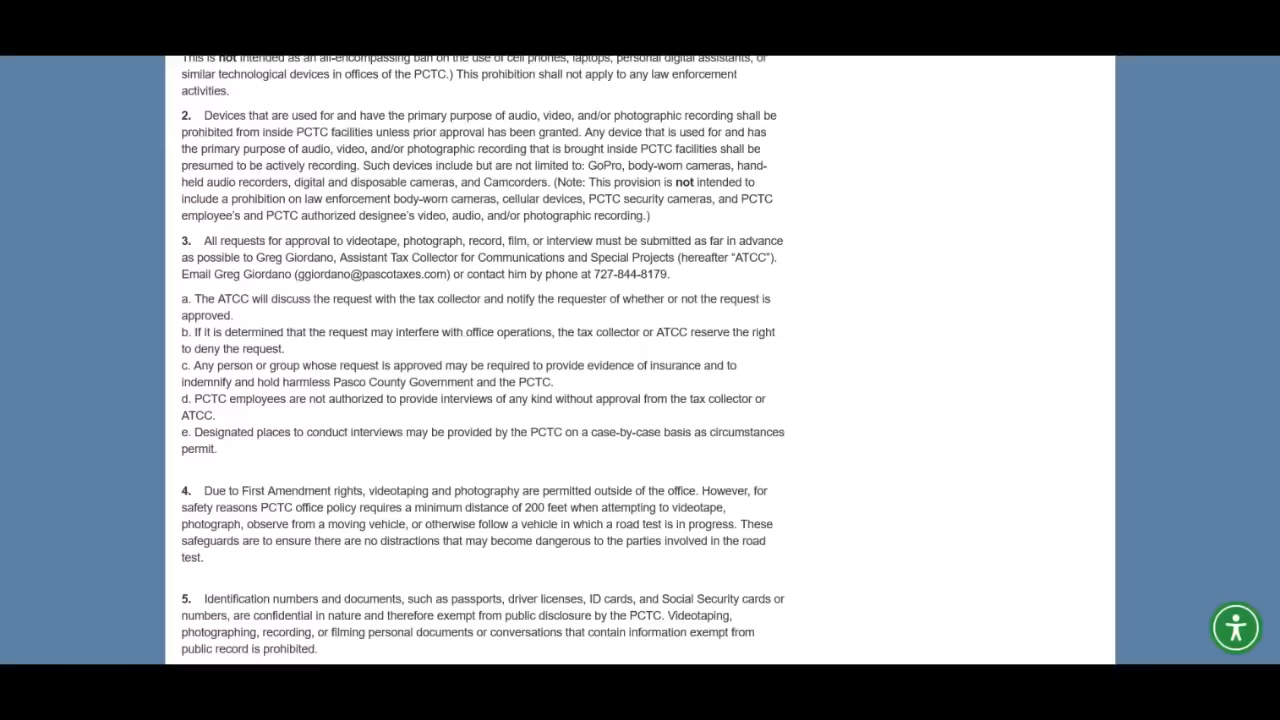 This is not intended as an all-encompassing ban on the use of cell phones, laptops, personal digital assistants, or
similar technological devices in offices of the PCTC.) This prohibition shall not apply to any law enforcement
activities.
2. Devices that are used for and have the primary purpose of audio, video, and/or photographic recording shall be
prohibited from inside PCTC facilities unless prior approval has been granted. Any device that is used for and has
the primary purpose of audio, video, and/or photographic recording that is brought inside PCTC facilities shall be
presumed to be actively recording. Such devices include but are not limited to: GoPro, body-worn cameras, hand-
held audio recorders, digital and disposable cameras, and Camcorders. (Note: This provision is not intended to
include a prohibition on law enforcement body-worn cameras, cellular devices, PCTC security cameras, and PCTC
employee's and PCTC authorized designee's video, audio, and/or photographic recording.)
3. All requests for approval to videotape, photograph, record, film, or interview must be submitted as far in advance
as possible to Greg Giordano, Assistant Tax Collector for Communications and Special Projects (hereafter “ATCC”).
Email Greg Giordano (ggiordano@pascotaxes.com) or contact him by phone at 727-844-8179.
a. The ATCC will discuss the request with the tax collector and notify the requester of whether or not the request is
approved.
b. If it is determined that the request may interfere with office operations, the tax collector or ATCC reserve the right
to deny the request.
c. Any person or group whose request is approved may be required to provide evidence of insurance and to
indemnify and hold harmless Pasco County Government and the PCTC.
d. PCTC employees are not authorized to provide interviews of any kind without approval from the tax collector or
ATCC.
e. Designated places to conduct interviews may be provided by the PCTC on a case-by-case basis as circumstances
permit.
4. Due to First Amendment rights, videotaping and photography are permitted outside of the office. However, for
safety reasons PCTC office policy requires a minimum distance of 200 feet when attempting to videotape,
photograph, observe from a moving vehicle, or otherwise follow a vehicle in which a road test is in progress. These
safeguards are to ensure there are no distractions that may become dangerous to the parties involved in the road
test.
5. Identification numbers and documents, such as passports, driver licenses, ID cards, and Social Security cards or
numbers, are confidential in nature and therefore exempt from public disclosure by the PCTC. Videotaping,
photographing, recording, or filming personal documents or conversations that contain information exempt from
public record is prohibited.